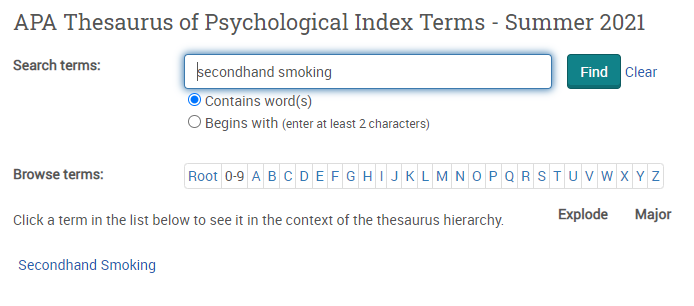 APA Thesaurus of Psychological Index Terms - Summer 2021
Search terms: secondhand smoking Find Clear
Contains word(s)
Begins with (enter at least 2 characters)
Browse terms: Root 0-9 A B C D E F G H I J K L M N O P Q R S T U V W X Y Z
Click a term in the list below to see it in the context of the thesaurus hierarchy. Explode Major
Secondhand Smoking